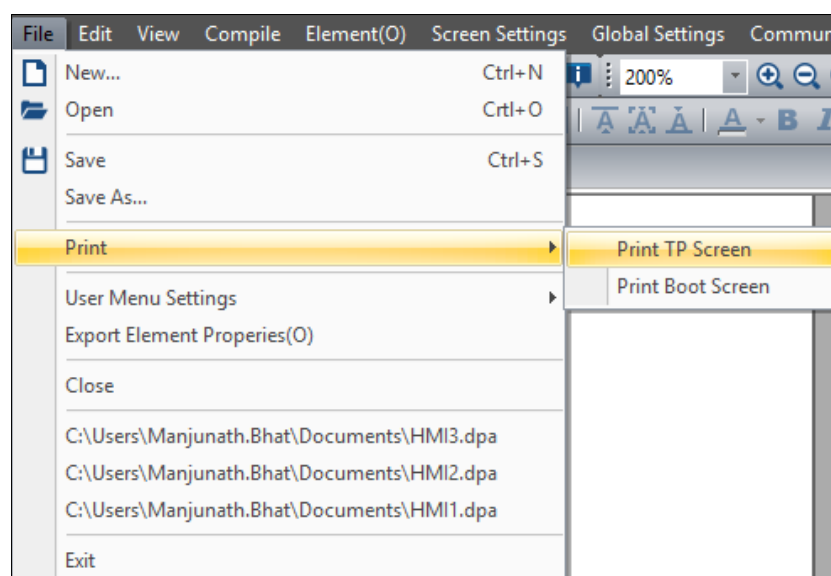 File Edit View Compile Element(O) Screen Settings Global Settings Commun
New... Ctrl+N 200%
Open Crtl+O
A A A A B I
Save Ctrl+S
Save As...
Print Print TP Screen
Print Boot Screen
User Menu Settings
Export Element Properies(O)
Close
C:\Users\Manjunath.Bhat\Documents\HMI3.dpa
C:\Users\Manjunath.Bhat\Documents\HMI2.dpa
C:\Users\Manjunath.Bhat\Documents\HMI1.dpa
Exit